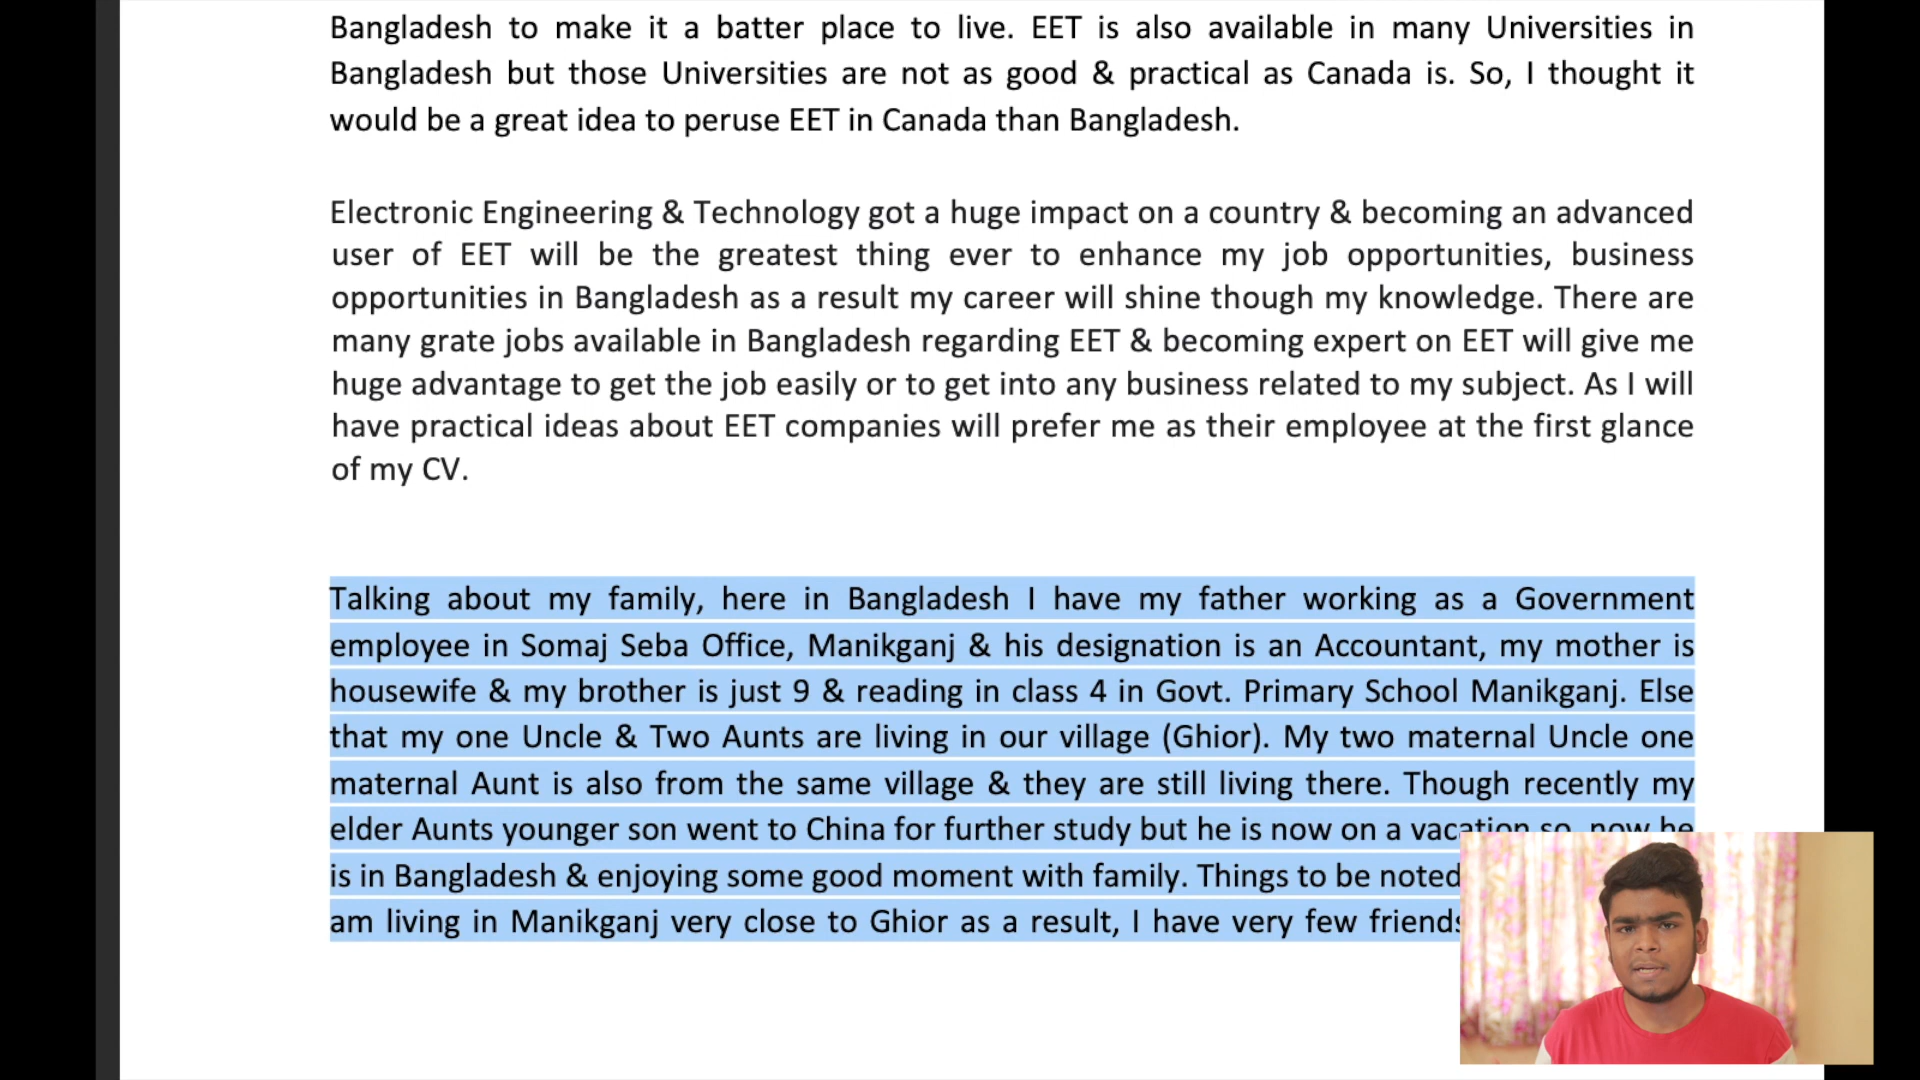 Bangladesh to make it a batter place to live. EET is also available in many Universities in
Bangladesh but those Universities are not as good & practical as Canada is. So, I thought it
would be a great idea to peruse EET in Canada than Bangladesh.
Electronic Engineering & Technology got a huge impact on a country & becoming an advanced
user of EET will be the greatest thing ever to enhance my job opportunities, business
opportunities in Bangladesh as a result my career will shine though my knowledge. There are
many grate jobs available in Bangladesh regarding EET & becoming expert on EET will give me
huge advantage to get the job easily or to get into any business related to my subject. As I will
have practical ideas about EET companies will prefer me as their employee at the first glance
of my CV.
Talking about my family, here in Bangladesh I have my father working as a Government
employee in Somaj Seba Office, Manikganj & his designation is an Accountant, my mother is
housewife & my brother is just 9 & reading in class 4 in Govt. Primary School Manikganj. Else
that my one Uncle & Two Aunts are living in our village (Ghior). My two maternal Uncle one
maternal Aunt is also from the same village & they are still living there. Though recently my
elder Aunts younger son went to China for further study but he is now on a vacation so, now he
is in Bangladesh & enjoying some good moment with family. Things to be noted
am living in Manikganj very close to Ghior as a result, I have very few friends